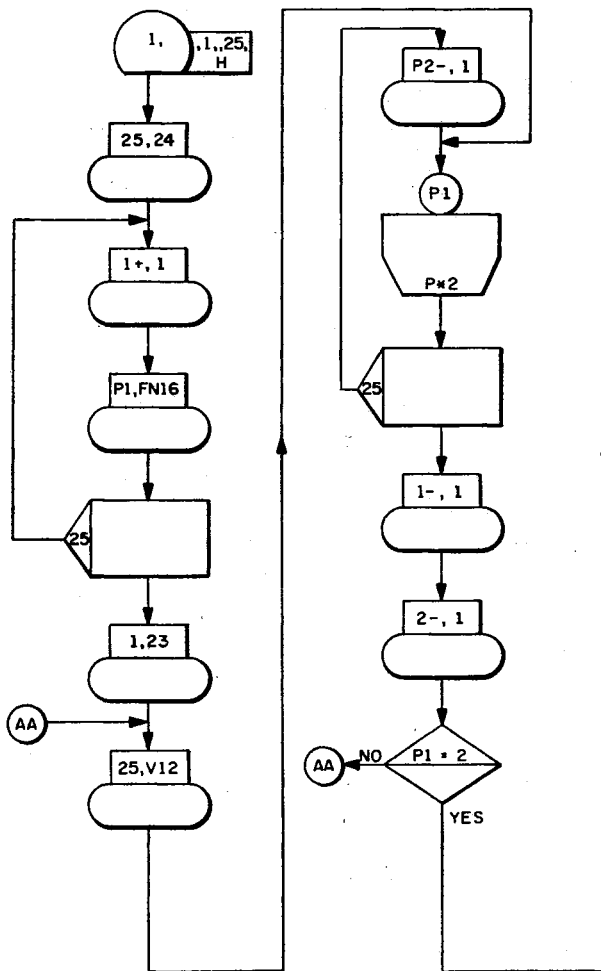 1,
,1,,25,
H
25,24
1+, 1
P1,FN16
25
1,23
AA
25,V12
P2-, 1
P1
P*2
25
1-, 1
2-, 1
P1 = 2
NO
AA
YES